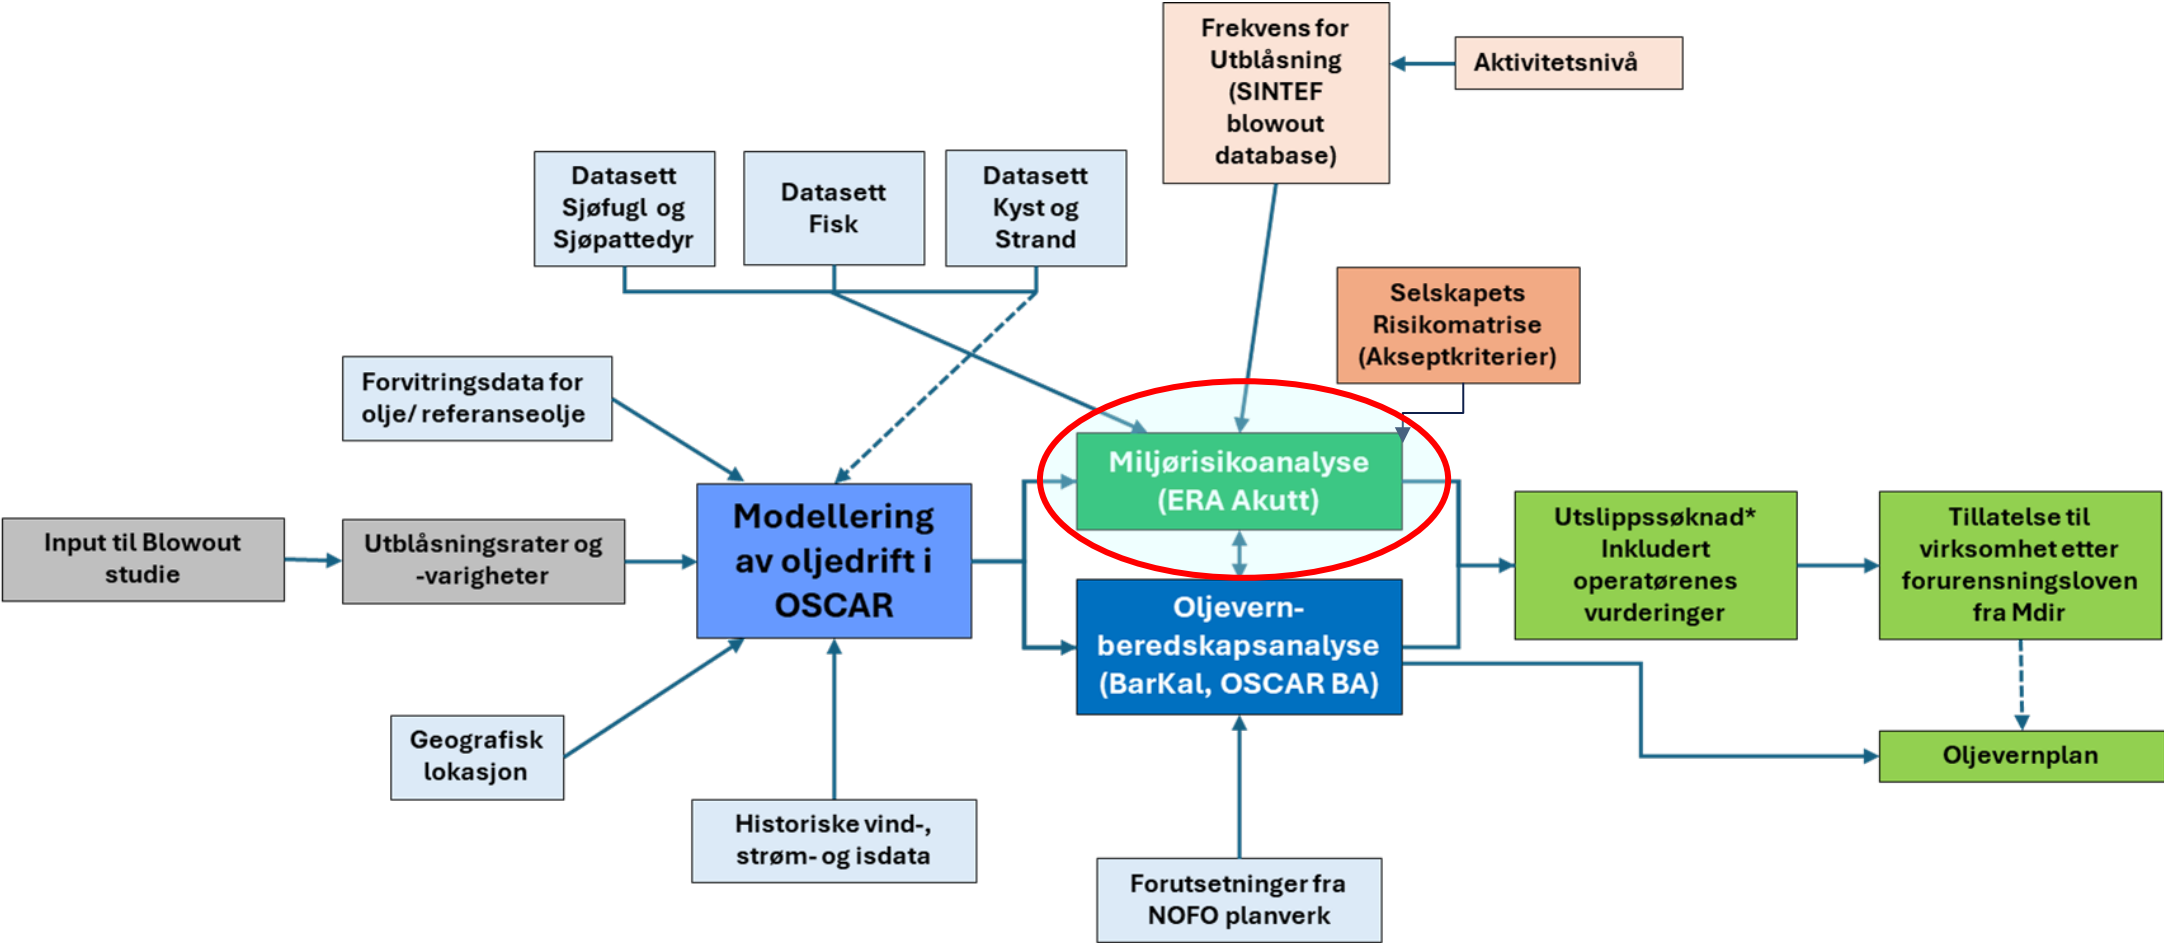 Frekvens for
Utblåsning
(SINTEF
blowout
database)
Aktivitetsnivå
Datasett
Sjøfugl og
Sjøpattedyr
Datasett
Fisk
Datasett
Kyst og
Strand
Selskapets
Risikomatrise
(Akseptkriterier)
Forvitringsdata for
olje/ referanseolje
Miljørisikoanalyse
(ERA Akutt)
Input til Blowout
studie
Utblåsningsrater og
-varigheter
Modellering
av oljedrift i
OSCAR
Utslippssøknad*
Inkludert
operatørenes
vurderinger
Tillatelse til
virksomhet etter
forurensningsloven
fra Mdir
Oljevern-
beredskapsanalyse
(BarKal, OSCAR BA)
Geografisk
lokasjon
Oljevernplan
Historiske vind-,
strøm- og isdata
Forutsetninger fra
NOFO planverk